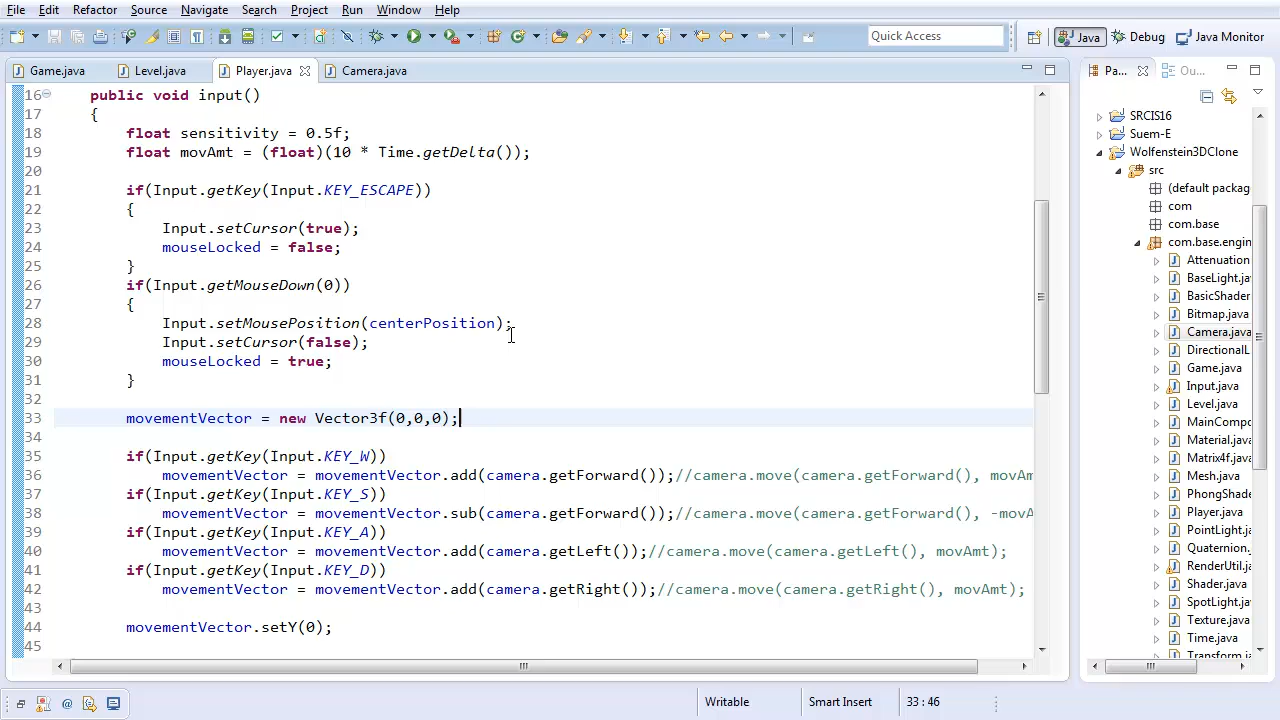 File Edit Refactor Source Navigate Search Project Run Window Help
Quick Access
Java Debug Java Monitor
Game.java Level.java Player.java Camera.java
Pa... Ou...
16 public void input()
17 {
18 float sensitivity = 0.5f;
19 float movAmt = (float)(10 * Time.getDelta());
20
21 if(Input.getKey(Input.KEY_ESCAPE))
22 {
23 Input.setCursor(true);
24 mouseLocked = false;
25 }
26 if(Input.getMouseDown(0))
27 {
28 Input.setMousePosition(centerPosition);
29 Input.setCursor(false);
30 mouseLocked = true;
31 }
32
33 movementVector = new Vector3f(0,0,0);
34
35 if(Input.getKey(Input.KEY_W))
36 movementVector = movementVector.add(camera.getForward());//camera.move(camera.getForward(), movAm
37 if(Input.getKey(Input.KEY_S))
38 movementVector = movementVector.sub(camera.getForward());//camera.move(camera.getForward(), -movA
39 if(Input.getKey(Input.KEY_A))
40 movementVector = movementVector.add(camera.getLeft());//camera.move(camera.getLeft(), movAmt);
41 if(Input.getKey(Input.KEY_D))
42 movementVector = movementVector.add(camera.getRight());//camera.move(camera.getRight(), movAmt);
43
44 movementVector.setY(0);
45
SRCIS16
Suem-E
Wolfenstein3DClone
src
(default packag
com
com.base
com.base.engin
Attenuation
BaseLight.jav
BasicShader
Bitmap.java
Camera.java
DirectionalL
Game.java
Input.java
Level.java
MainCompo
Material.java
Matrix4f.java
Mesh.java
PhongShade
Player.java
PointLight.ja
Quaternion.
RenderUtil.ja
Shader.java
SpotLight.ja
Texture.java
Time.java
Transform.ja
Writable Smart Insert 33 : 46